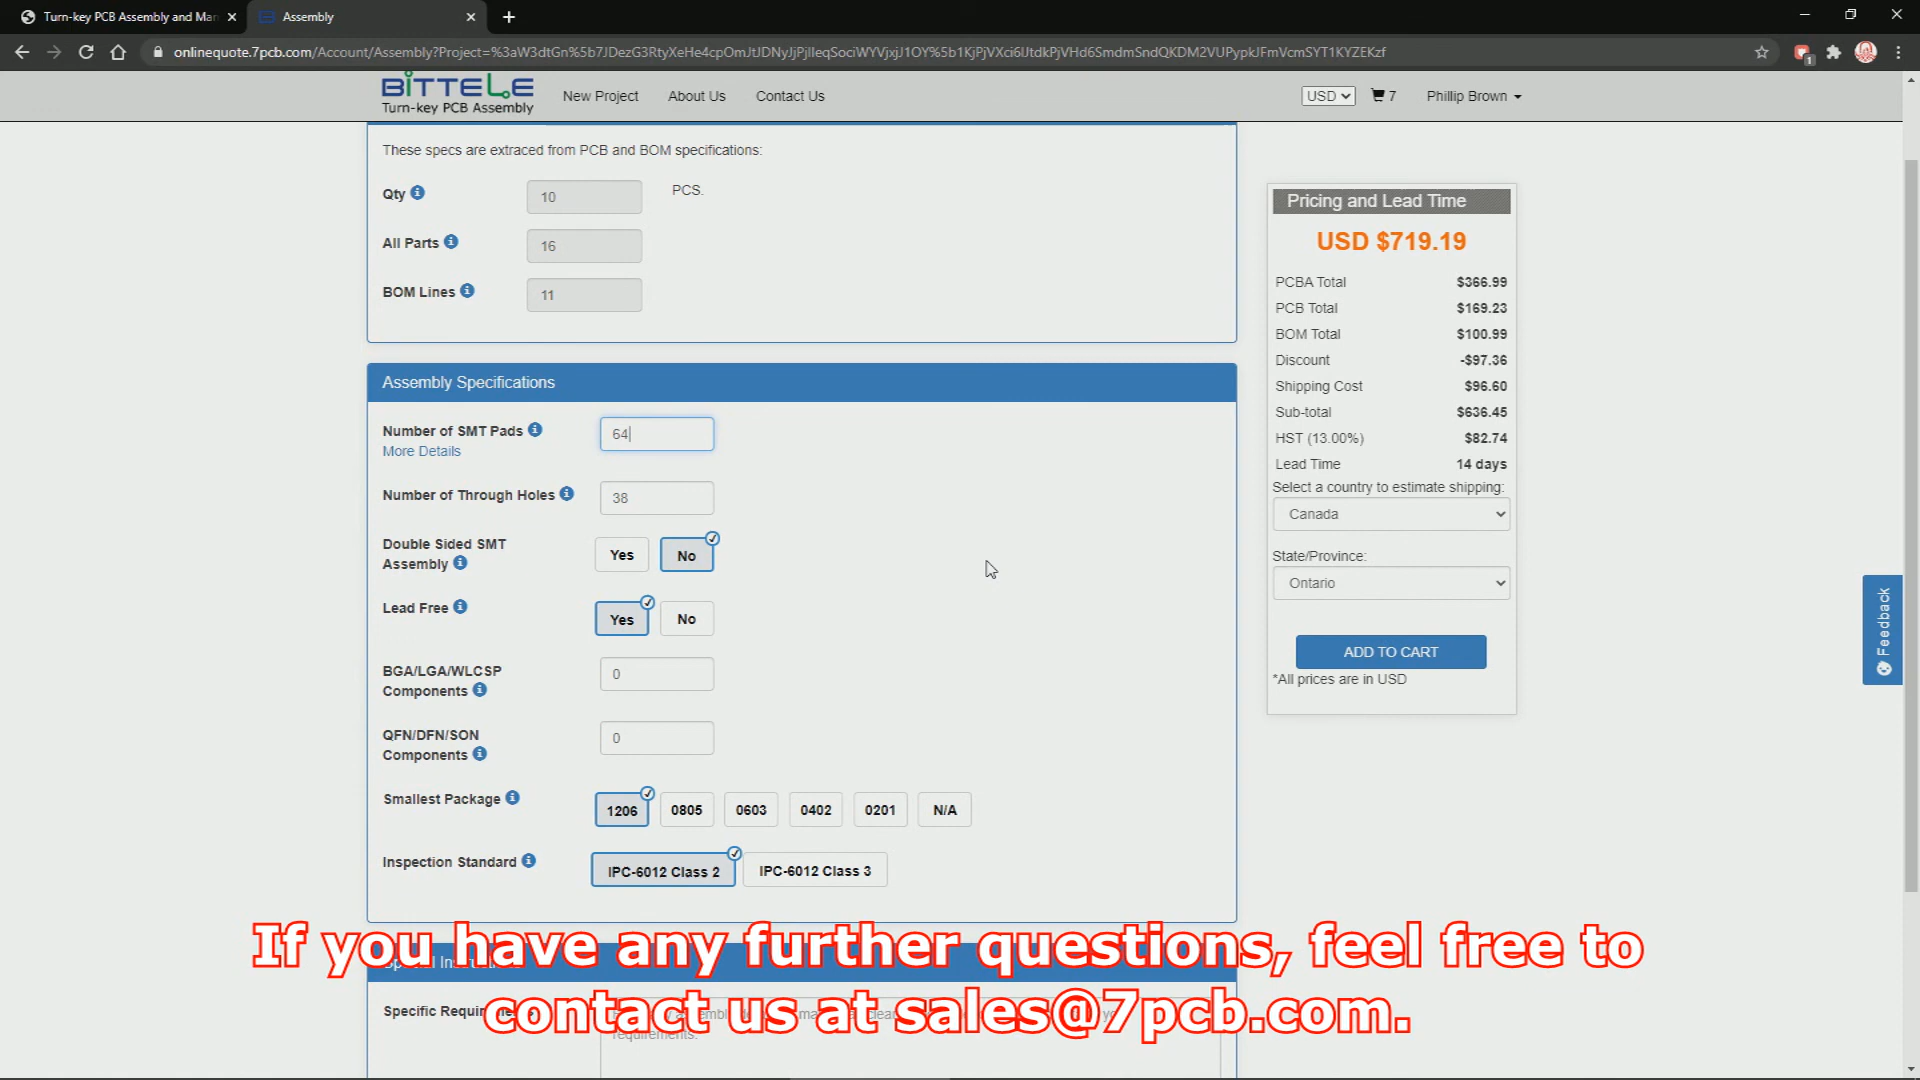 Turn-key PCB Assembly and Man
Assembly
onlinequote.7pcb.com/Account/Assembly?Project=%3aW3dtGn%5b7JDezG3RtyXeHe4cpOmJtJDNyJjPjlleqSociWYVjxjJ1OY%5b1KjPjVXci6UtdkPjVHd6SmdmSndQKDM2VUPypkJFmVcmSYT1KYZEKzf
1
BITTELE
Turn-key PCB Assembly
New Project
About Us
Contact Us
USD
7
Phillip Brown
These specs are extraced from PCB and BOM specifications:
Qty
10
PCS.
All Parts
16
BOM Lines
11
Assembly Specifications
Number of SMT Pads
64
More Details
Number of Through Holes
38
Double Sided SMT
Assembly
Yes
No
Lead Free
Yes
No
BGA/LGA/WLCSP
Components
0
QFN/DFN/SON
Components
0
Smallest Package
1206
0805
0603
0402
0201
N/A
Inspection Standard
IPC-6012 Class 2
IPC-6012 Class 3
Pricing and Lead Time
USD $719.19
PCBA Total $366.99
PCB Total $169.23
BOM Total $100.99
Discount -$97.36
Shipping Cost $96.60
Sub-total $636.45
HST (13.00%) $82.74
Lead Time 14 days
Select a country to estimate shipping:
Canada
State/Province:
Ontario
ADD TO CART
*All prices are in USD
Feedback
If you have any further questions, feel free to
contact us at sales@7pcb.com.
Specific
requirements.